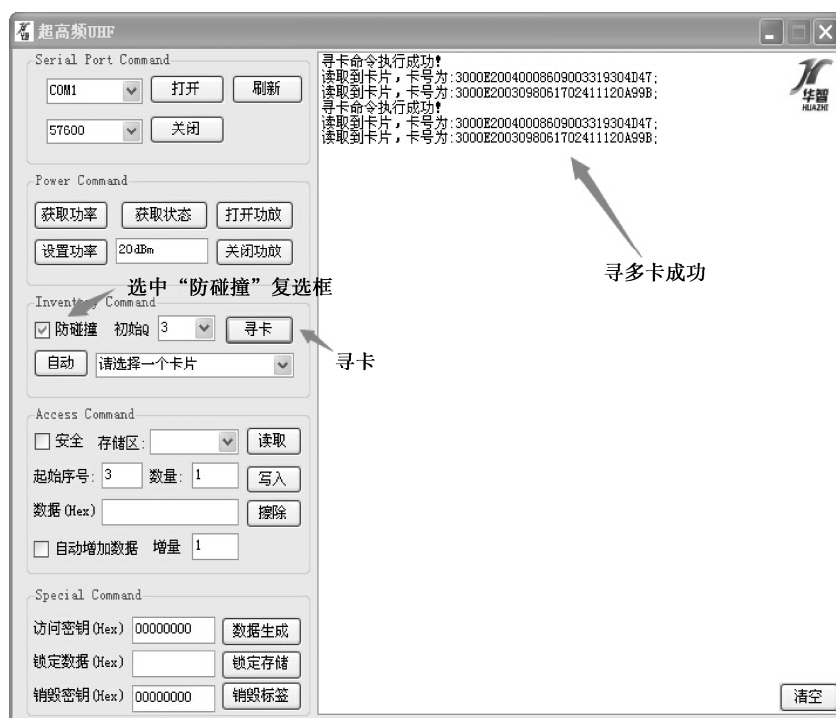 超高频UHF
Serial Port Command
COM1 打开 刷新
57600 关闭
Power Command
获取功率 获取状态 打开功放
设置功率 20dBm 关闭功放
选中“防碰撞”复选框
Inventory Command
防碰撞 初始Q 3 寻卡
自动 请选择一个卡片
寻卡
Access Command
安全 存储区: 读取
起始序号: 3 数量: 1 写入
数据(Hex) 擦除
自动增加数据 增量 1
Special Command
访问密钥(Hex) 00000000 数据生成
锁定数据(Hex) 锁定存储
销毁密钥(Hex) 00000000 销毁标签
寻卡命令执行成功!
读取到卡片，卡号为:3000E20040008609003319304D47;
读取到卡片，卡号为:3000E2003098061702411120A99B;
寻卡命令执行成功!
读取到卡片，卡号为:3000E20040008609003319304D47;
读取到卡片，卡号为:3000E2003098061702411120A99B;
寻多卡成功
华智
HUAZHI
清空